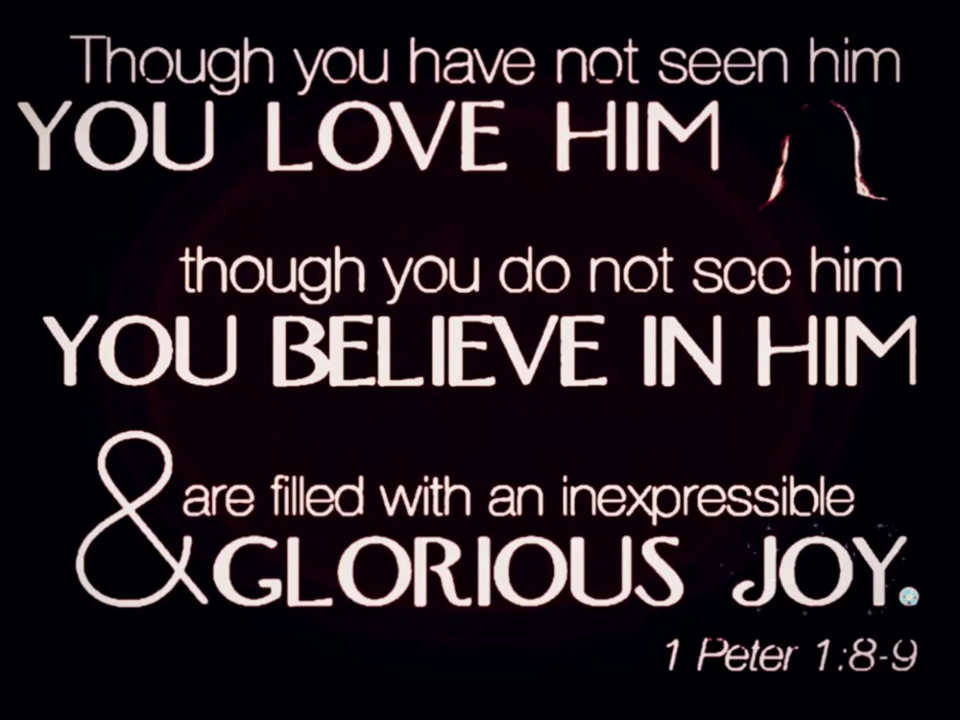 Though you have not seen him
YOU LOVE HIM
though you do not see him
YOU BELIEVE IN HIM
& are filled with an inexpressible
GLORIOUS JOY.
1 Peter 1:8-9